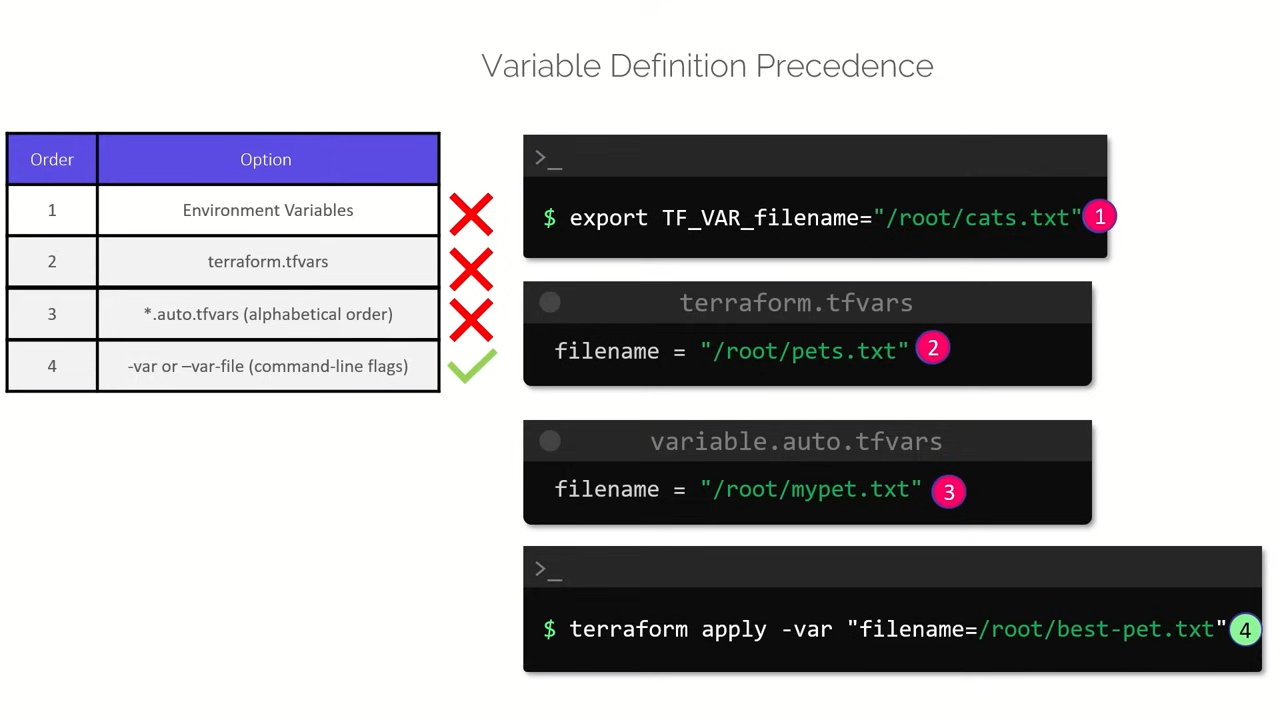 Variable Definition Precedence
Order Option
1 Environment Variables
2 terraform.tfvars
3 *.auto.tfvars (alphabetical order)
4 -var or –var-file (command-line flags)
>_
$ export TF_VAR_filename="/root/cats.txt" 1
terraform.tfvars
filename = "/root/pets.txt" 2
variable.auto.tfvars
filename = "/root/mypet.txt" 3
>_
$ terraform apply -var "filename=/root/best-pet.txt" 4